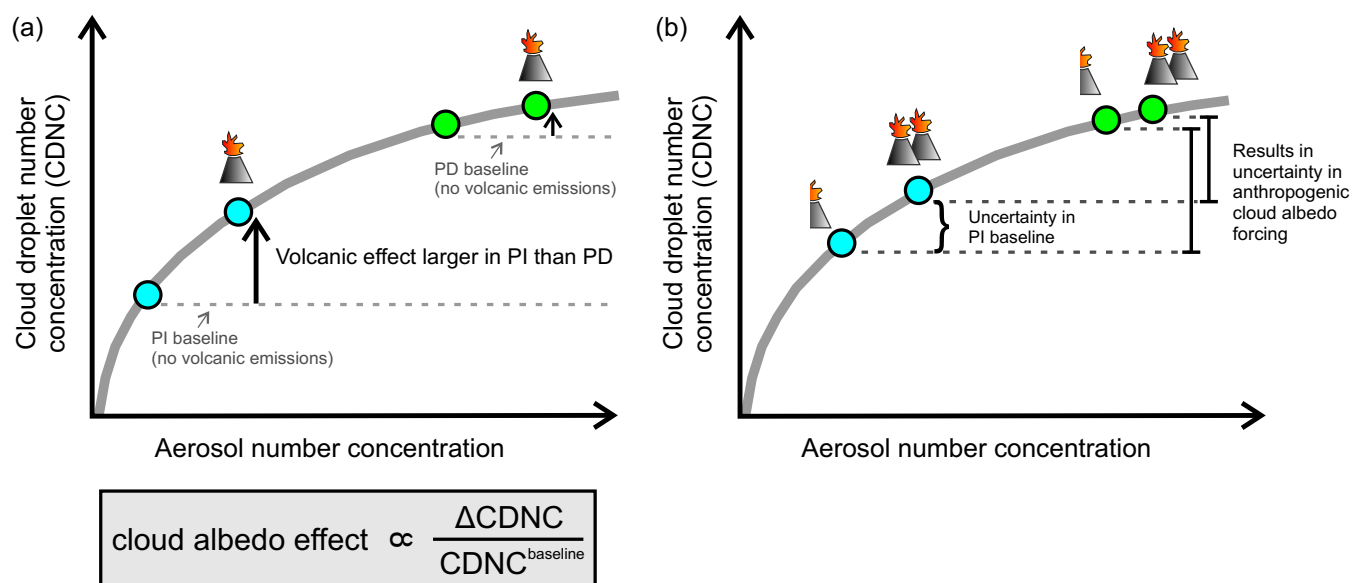 (a)
Cloud droplet number
concentration (CDNC)
PD baseline
(no volcanic emissions)
Volcanic effect larger in PI than PD
PI baseline
(no volcanic emissions)
Aerosol number concentration
cloud albedo effect ∝ ΔCDNC
CDNC^baseline
(b)
Cloud droplet number
concentration (CDNC)
Uncertainty in
PI baseline
Results in
uncertainty in
anthropogenic
cloud albedo
forcing
Aerosol number concentration